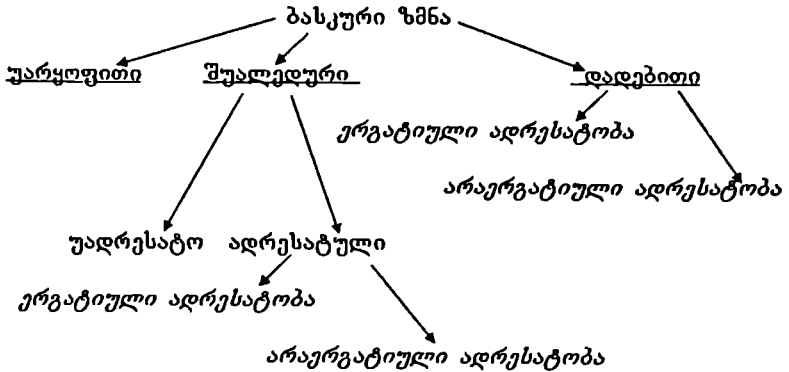 ბასკური ზმნა
უარყოფითი შუალედური დადებითი
ერგატიული ადრესატობა
არაერგატიული ადრესატობა
უადრესატო ადრესატული
ერგატიული ადრესატობა
არაერგატიული ადრესატობა